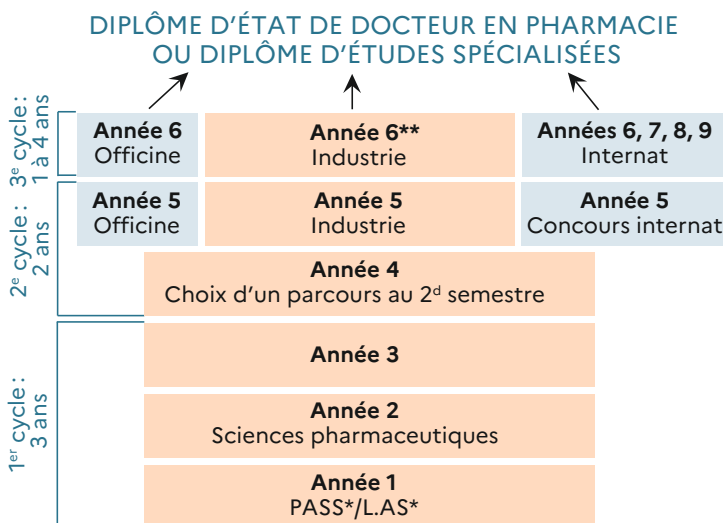 DIPLÔME D'ÉTAT DE DOCTEUR EN PHARMACIE
OU DIPLÔME D'ÉTUDES SPÉCIALISÉES
3e cycle :
1 à 4 ans
Année 6
Officine
Année 6**
Industrie
Années 6, 7, 8, 9
Internat
2e cycle :
2 ans
Année 5
Officine
Année 5
Industrie
Année 5
Concours internat
Année 4
Choix d'un parcours au 2d semestre
1er cycle :
3 ans
Année 3
Année 2
Sciences pharmaceutiques
Année 1
PASS*/L.AS*